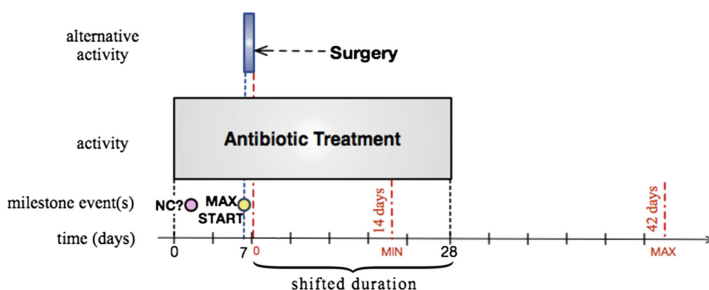 alternative
activity
Surgery
activity
Antibiotic Treatment
milestone event(s)
NC?
MAX
START
14 days
42 days
time (days)
0
7
0
MIN
28
MAX
shifted duration